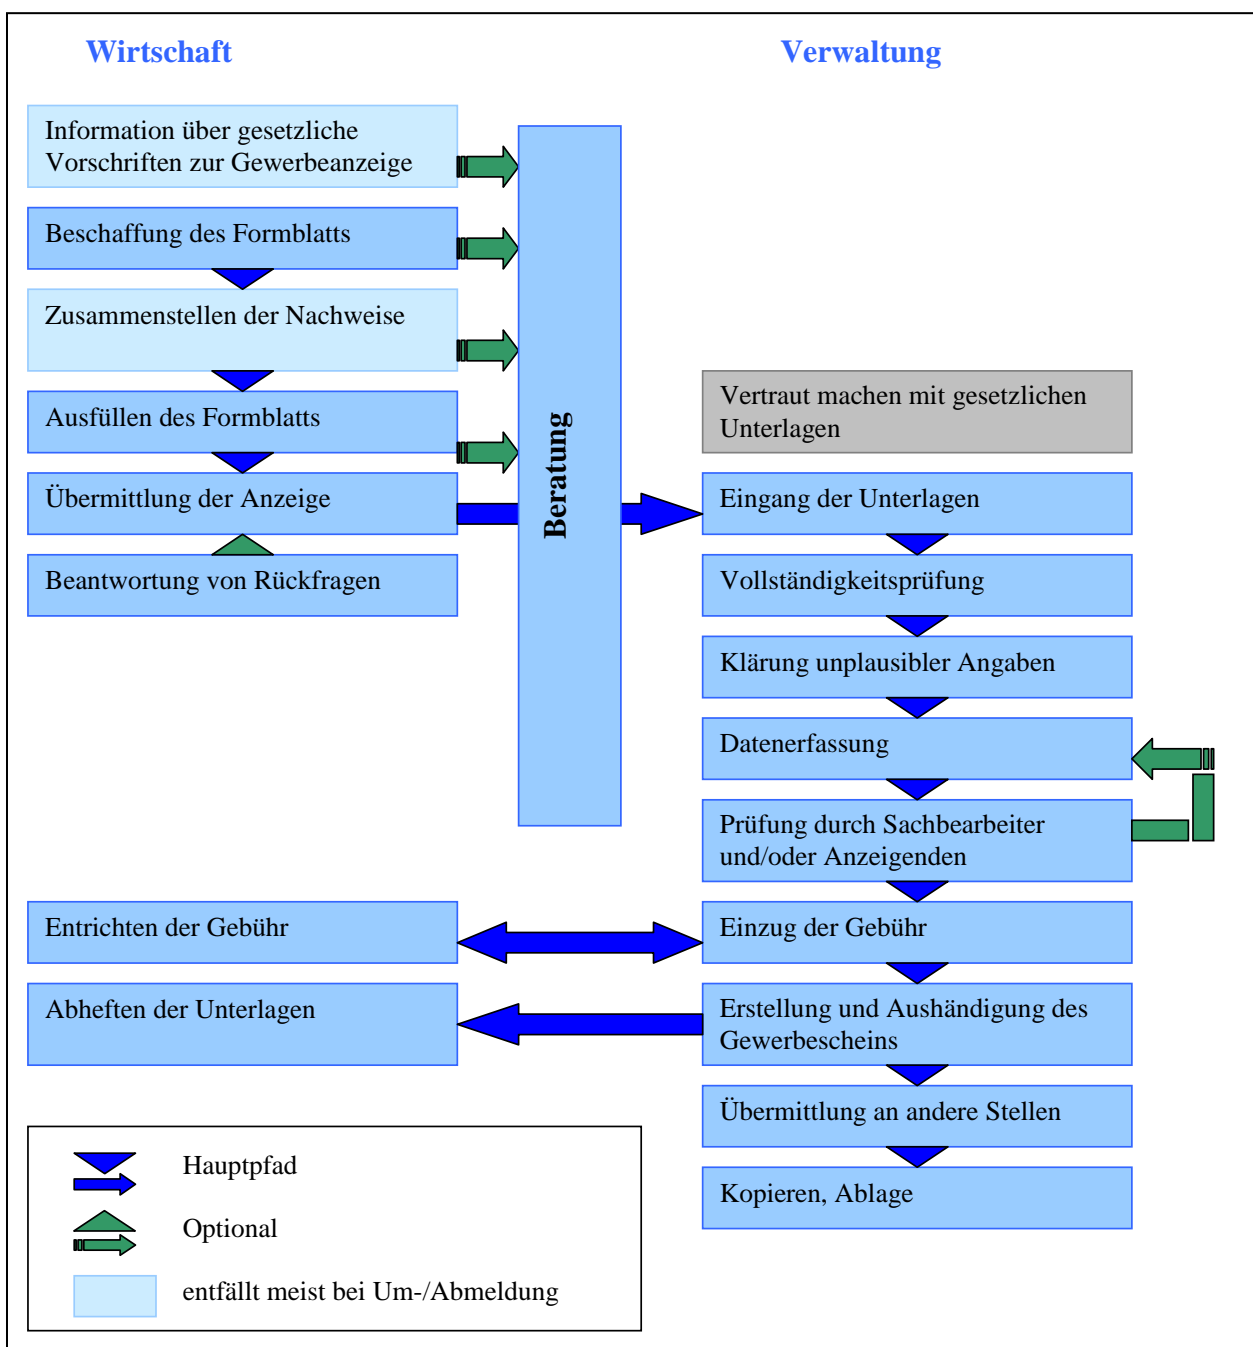 Wirtschaft
Verwaltung
Information über gesetzliche
Vorschriften zur Gewerbeanzeige
Beschaffung des Formblatts
Zusammenstellen der Nachweise
Ausfüllen des Formblatts
Übermittlung der Anzeige
Beantwortung von Rückfragen
Beratung
Vertraut machen mit gesetzlichen
Unterlagen
Eingang der Unterlagen
Vollständigkeitsprüfung
Klärung unplausibler Angaben
Datenerfassung
Prüfung durch Sachbearbeiter
und/oder Anzeigenden
Entrichten der Gebühr
Einzug der Gebühr
Abheften der Unterlagen
Erstellung und Aushändigung des
Gewerbescheins
Übermittlung an andere Stellen
Kopieren, Ablage
Hauptpfad
Optional
entfällt meist bei Um-/Abmeldung